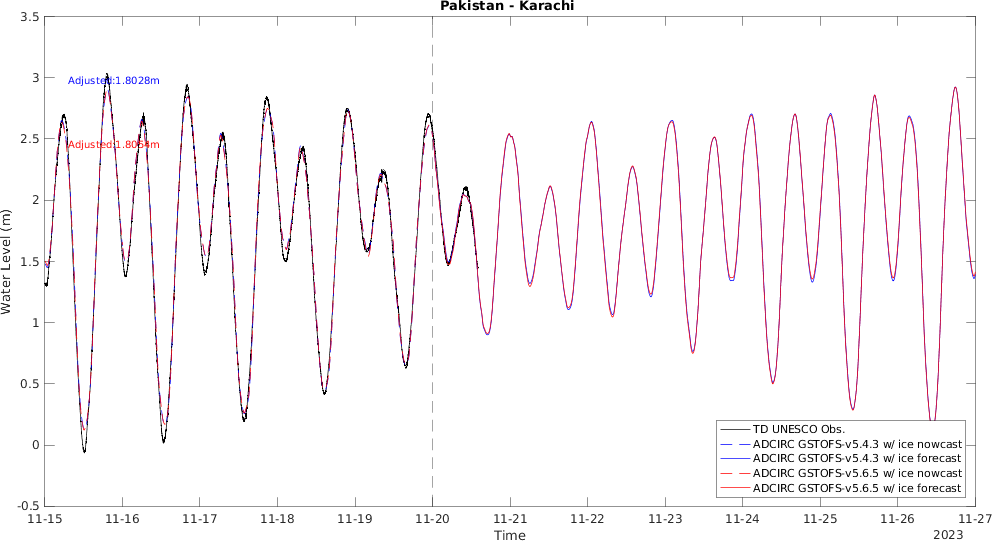 Pakistan - Karachi
Water Level (m)
3.5
3
2.5
2
1.5
1
0.5
0
-0.5
Adjusted:1.8028m
Adjusted:1.8054m
TD UNESCO Obs.
ADCIRC GSTOFS-v5.4.3 w/ ice nowcast
ADCIRC GSTOFS-v5.4.3 w/ ice forecast
ADCIRC GSTOFS-v5.6.5 w/ ice nowcast
ADCIRC GSTOFS-v5.6.5 w/ ice forecast
11-15 11-16 11-17 11-18 11-19 11-20 11-21 11-22 11-23 11-24 11-25 11-26 11-27
Time
2023